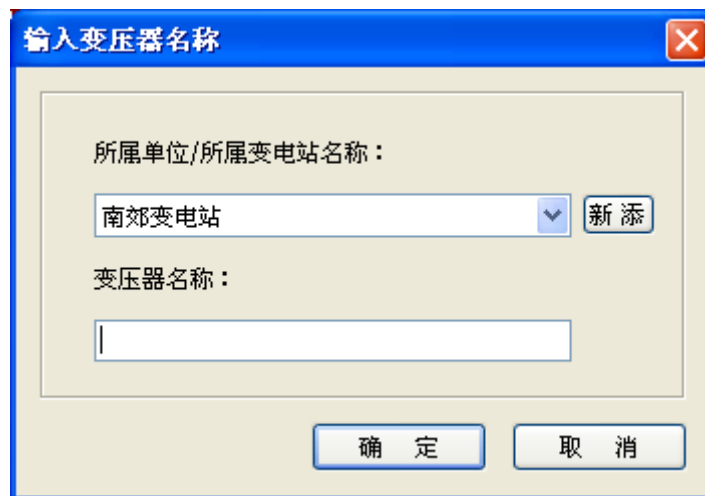 输入变压器名称
所属单位/所属变电站名称：
南郊变电站
新添
变压器名称：
确 定
取 消